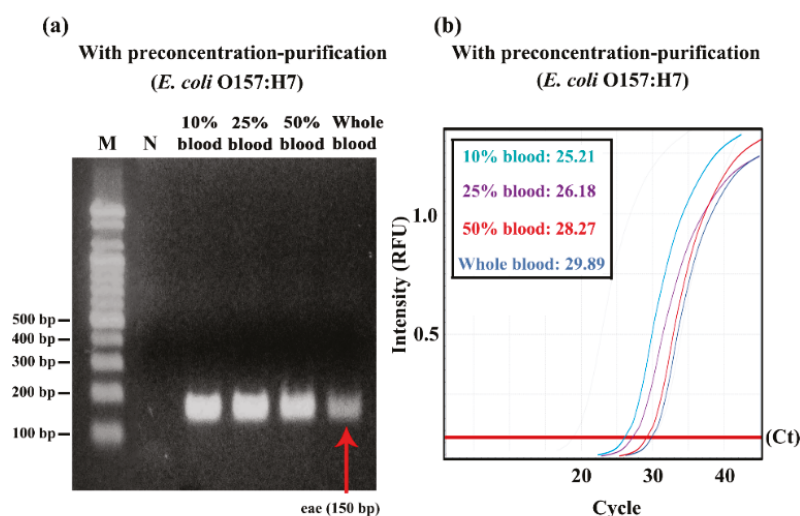 (a)
With preconcentration-purification
(E. coli O157:H7)
M N 10% blood 25% blood 50% blood Whole blood
500 bp
400 bp
300 bp
200 bp
100 bp
eae (150 bp)
(b)
With preconcentration-purification
(E. coli O157:H7)
10% blood: 25.21
25% blood: 26.18
50% blood: 28.27
Whole blood: 29.89
Intensity (RFU)
1.0
0.5
(Ct)
20 30 40
Cycle